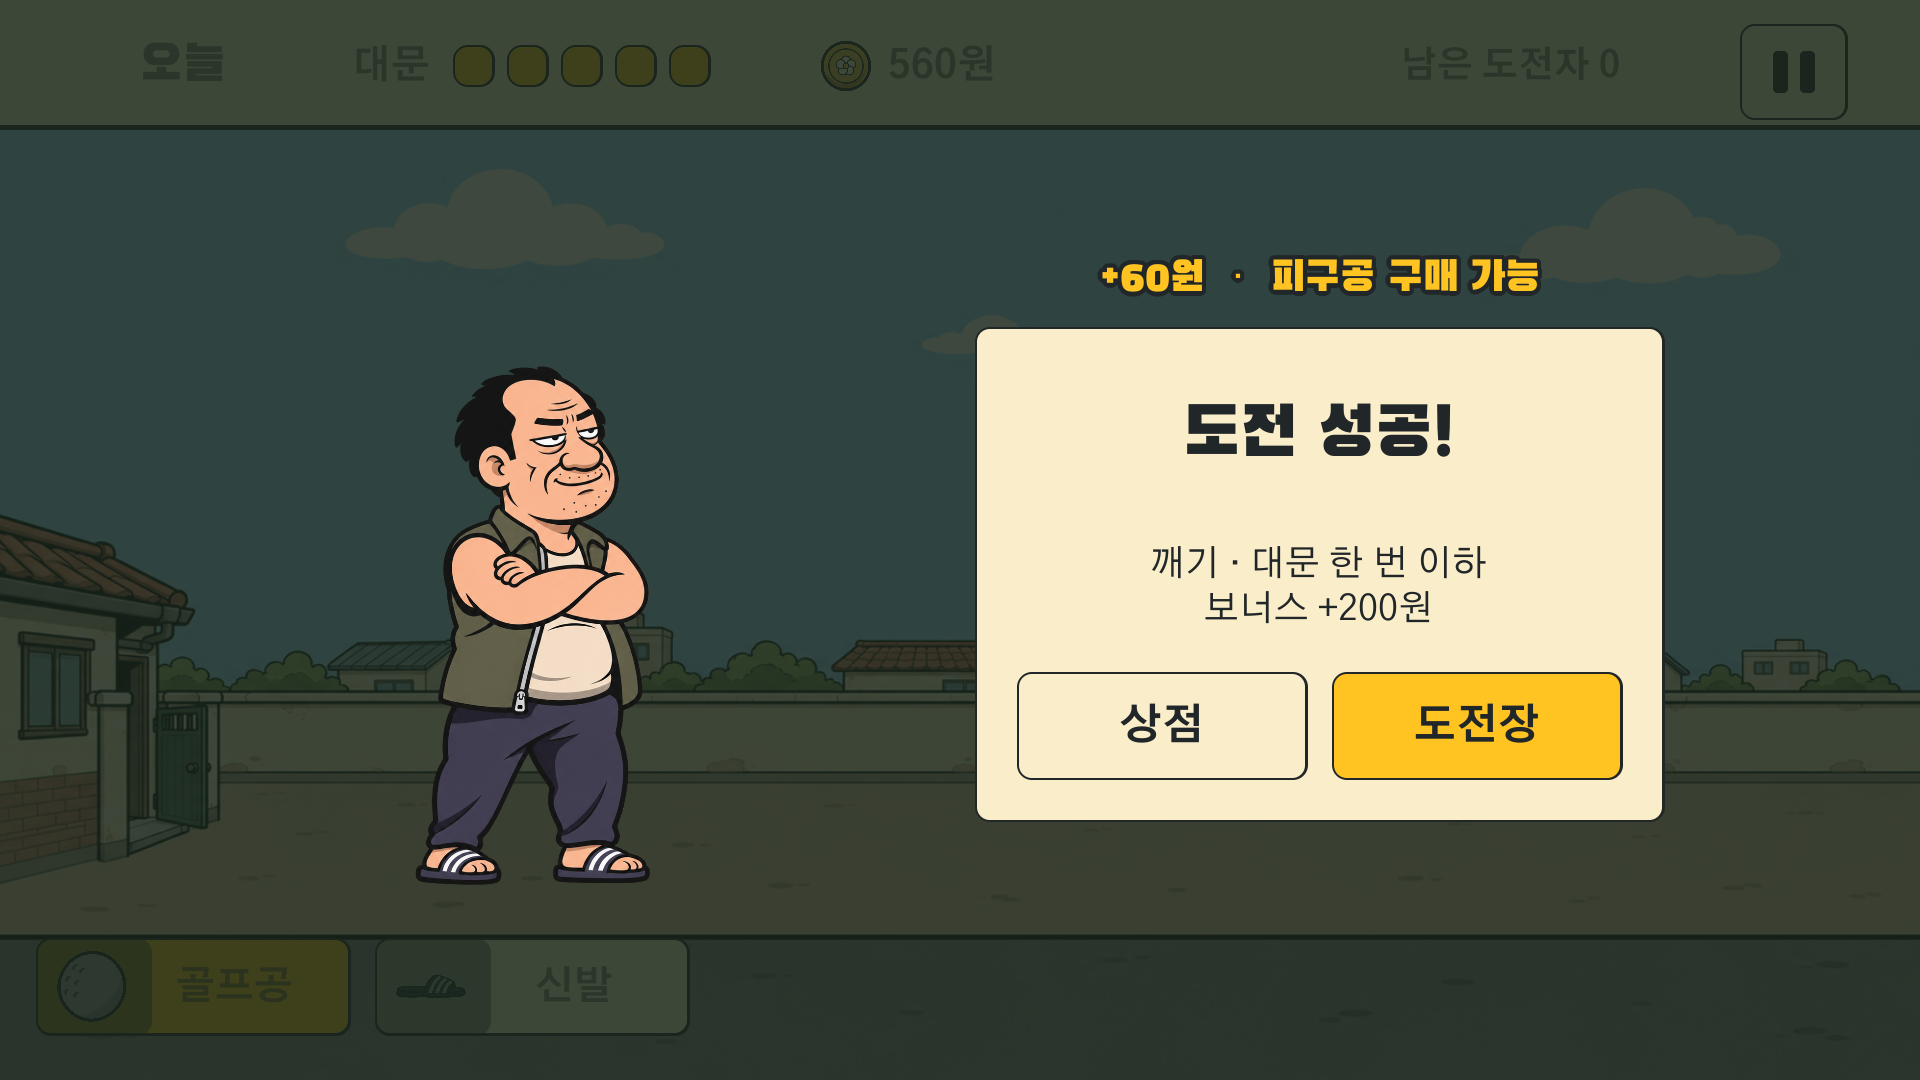 오늘 대문 560원 남은 도전자 0
+60원 · 피구공 구매 가능
도전 성공!
깨기 · 대문 한 번 이하
보너스 +200원
상점 도전장
골프공 신발